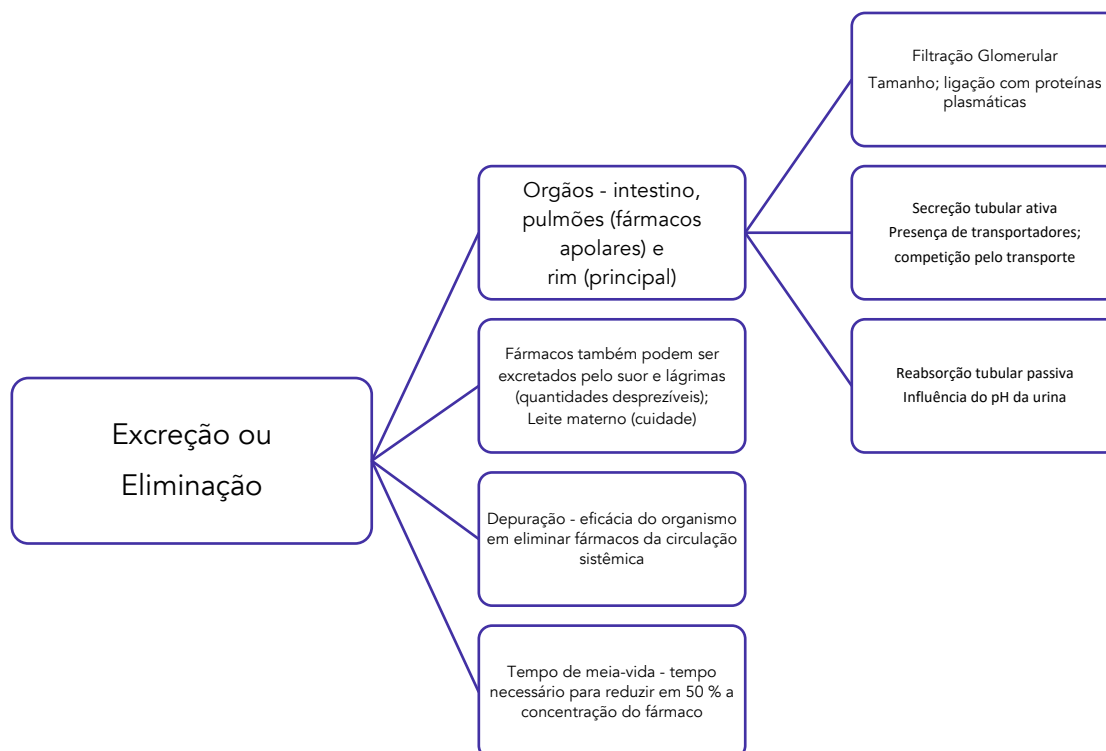 Excreção ou
Eliminação
Orgãos - intestino,
pulmões (fármacos
apolares) e
rim (principal)
Filtração Glomerular
Tamanho; ligação com proteínas
plasmáticas
Secreção tubular ativa
Presença de transportadores;
competição pelo transporte
Reabsorção tubular passiva
Influência do pH da urina
Fármacos também podem ser
excretados pelo suor e lágrimas
(quantidades desprezíveis);
Leite materno (cuidade)
Depuração - eficácia do organismo
em eliminar fármacos da circulação
sistêmica
Tempo de meia-vida - tempo
necessário para reduzir em 50 % a
concentração do fármaco